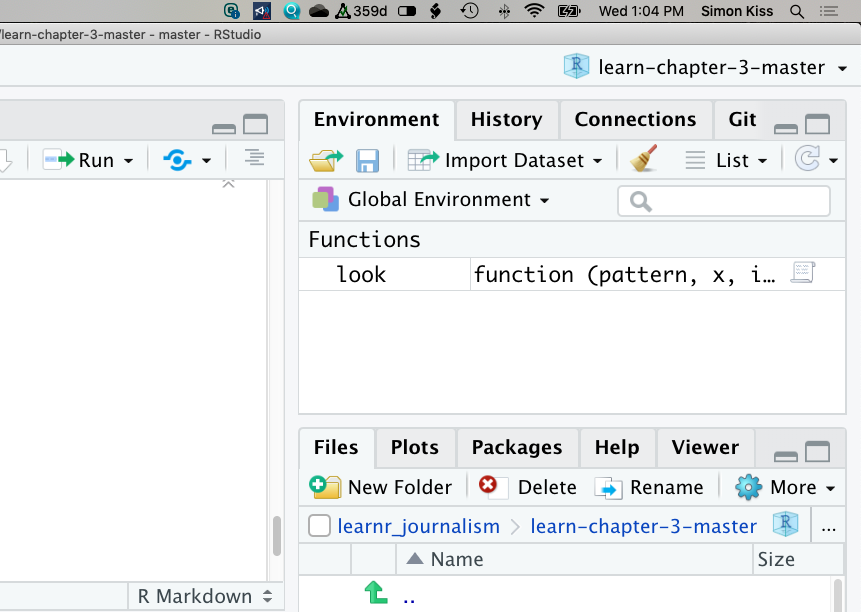 359d Wed 1:04 PM Simon Kiss
/learn-chapter-3-master - master - RStudio
R learn-chapter-3-master
Environment History Connections Git
Run Import Dataset List
Global Environment
Functions
look function (pattern, x, i…
Files Plots Packages Help Viewer
New Folder Delete Rename More
learnr_journalism learn-chapter-3-master R ...
Name Size
..
R Markdown